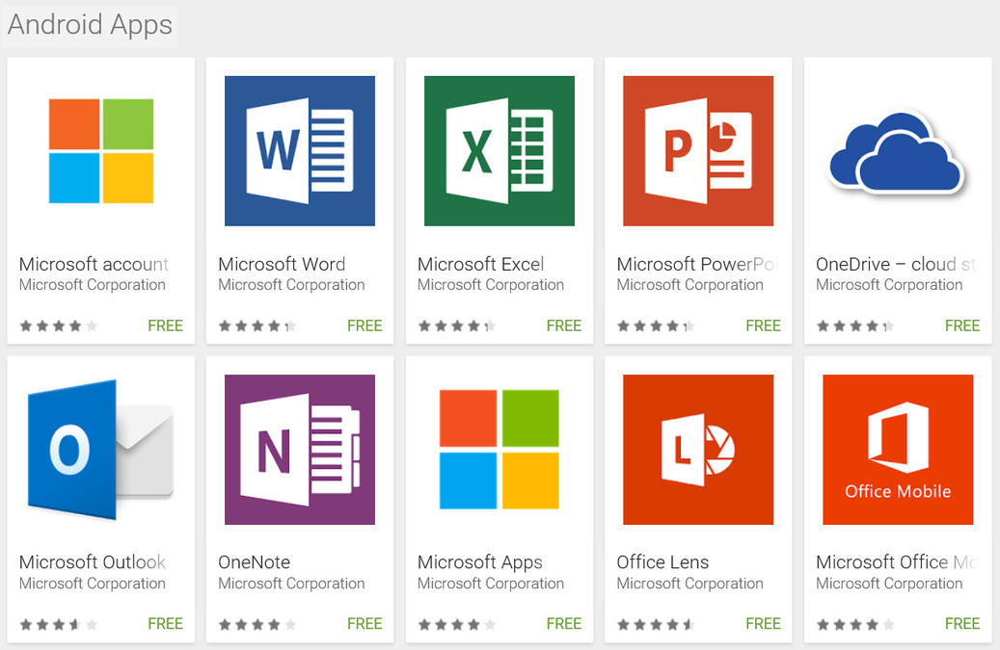 Android Apps
W
X
P
Microsoft account
Microsoft Corporation
FREE
Microsoft Word
Microsoft Corporation
FREE
Microsoft Excel
Microsoft Corporation
FREE
Microsoft PowerPoi
Microsoft Corporation
FREE
OneDrive – cloud st
Microsoft Corporation
FREE
O
N
L
Office Mobile
Microsoft Outlook
Microsoft Corporation
FREE
OneNote
Microsoft Corporation
FREE
Microsoft Apps
Microsoft Corporation
FREE
Office Lens
Microsoft Corporation
FREE
Microsoft Office Mo
Microsoft Corporation
FREE